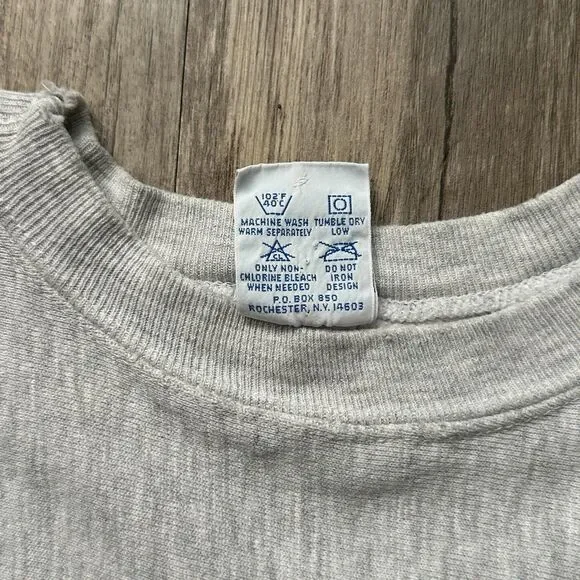 102°F
40°C
MACHINE WASH TUMBLE DRY
WARM SEPARATELY LOW
CL
ONLY NON- DO NOT
CHLORINE BLEACH IRON
WHEN NEEDED DESIGN
P.O. BOX 850
ROCHESTER, N.Y. 14603